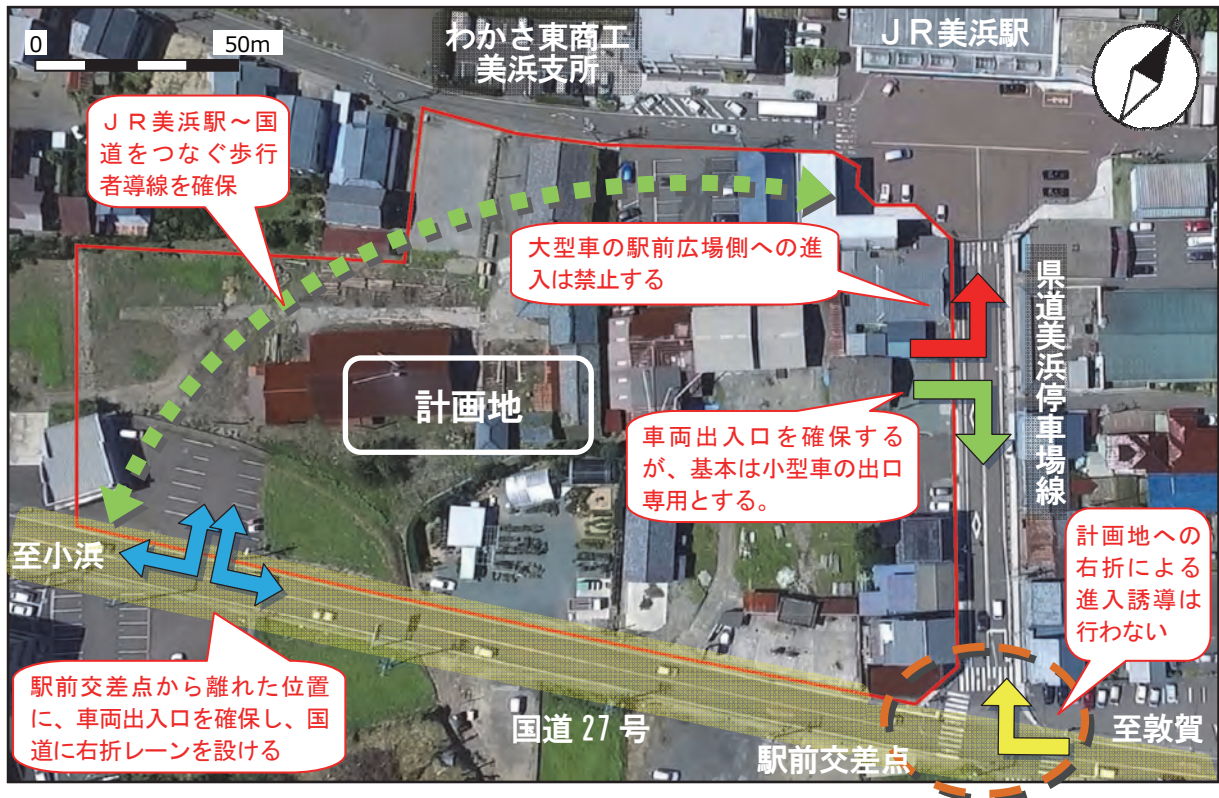 0
50m
わかさ東商工
美浜支所
ＪＲ美浜駅
ＪＲ美浜駅～国
道をつなぐ歩行
者導線を確保
大型車の駅前広場側への進
入は禁止する
県道美浜停車場線
計画地
車両出入口を確保する
が、基本は小型車の出口
専用とする。
計画地への
右折による
進入誘導は
行わない
至小浜
駅前交差点から離れた位置
に、車両出入口を確保し、国
道に右折レーンを設ける
国道 27 号
駅前交差点
至敦賀